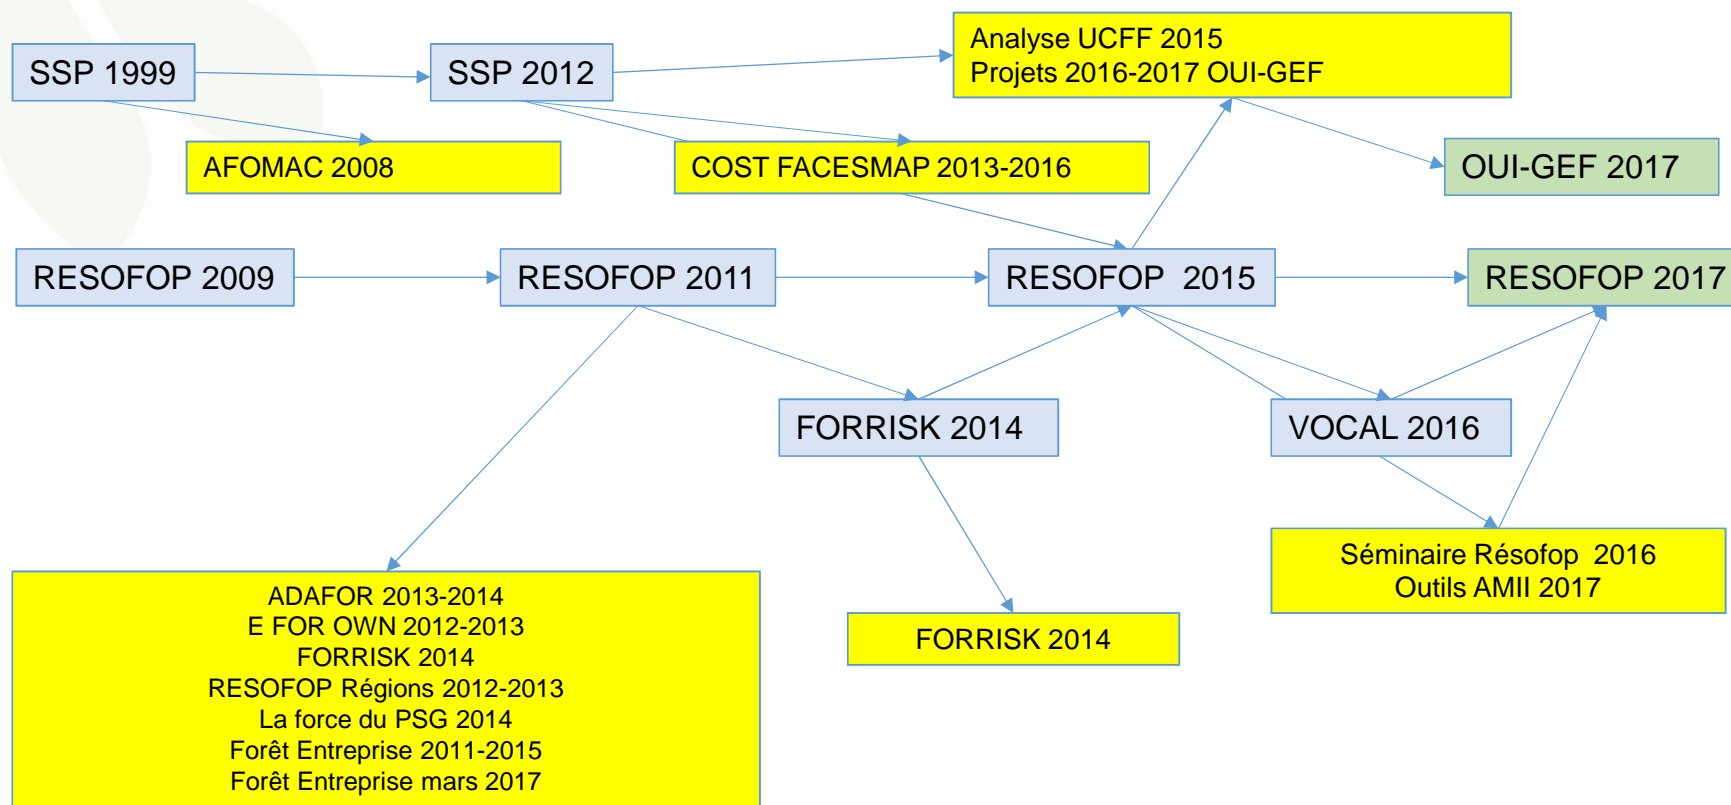 Analyse UCFF 2015
Projets 2016-2017 OUI-GEF
SSP 1999
SSP 2012
AFOMAC 2008
COST FACESMAP 2013-2016
OUI-GEF 2017
RESOFOP 2009
RESOFOP 2011
RESOFOP 2015
RESOFOP 2017
FORRISK 2014
VOCAL 2016
Séminaire Résofop 2016
Outils AMII 2017
ADAFOR 2013-2014
E FOR OWN 2012-2013
FORRISK 2014
RESOFOP Régions 2012-2013
La force du PSG 2014
Forêt Entreprise 2011-2015
Forêt Entreprise mars 2017
FORRISK 2014